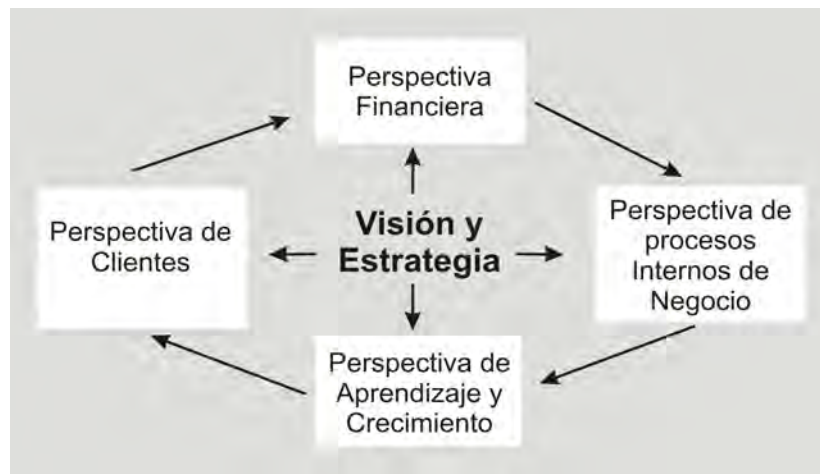 Perspectiva
Financiera
Perspectiva de
Clientes
Visión y
Estrategia
Perspectiva de
procesos
Internos de
Negocio
Perspectiva de
Aprendizaje y
Crecimiento